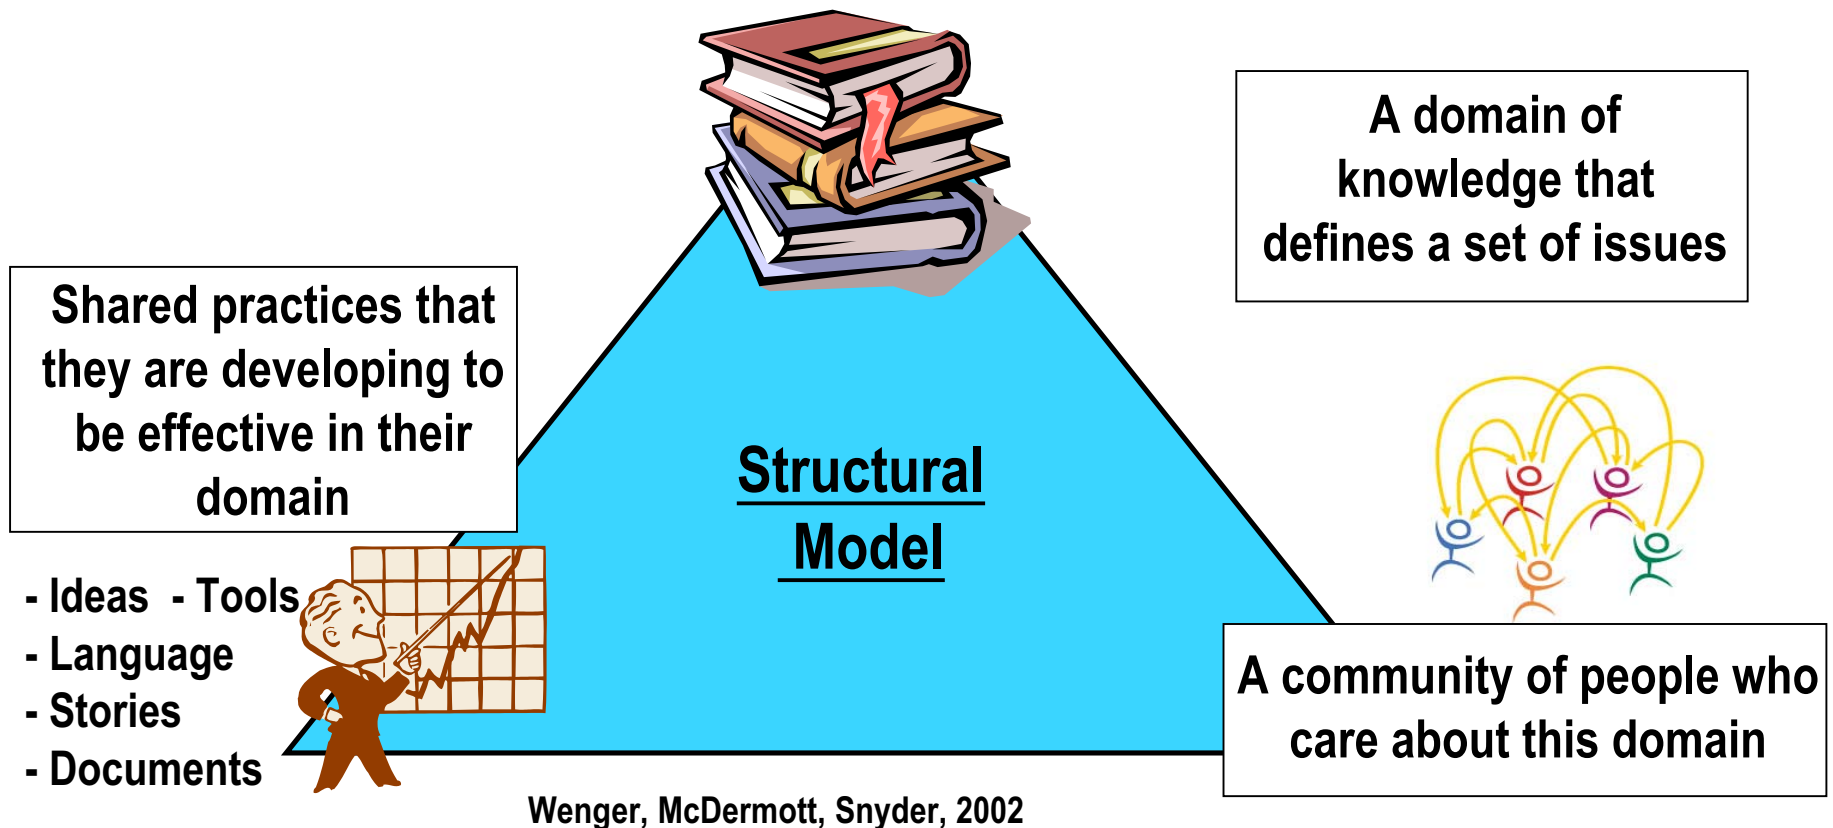 A domain of
knowledge that
defines a set of issues
Shared practices that
they are developing to
be effective in their
domain
- Ideas - Tools
- Language
- Stories
- Documents
Structural
Model
A community of people who
care about this domain
Wenger, McDermott, Snyder, 2002